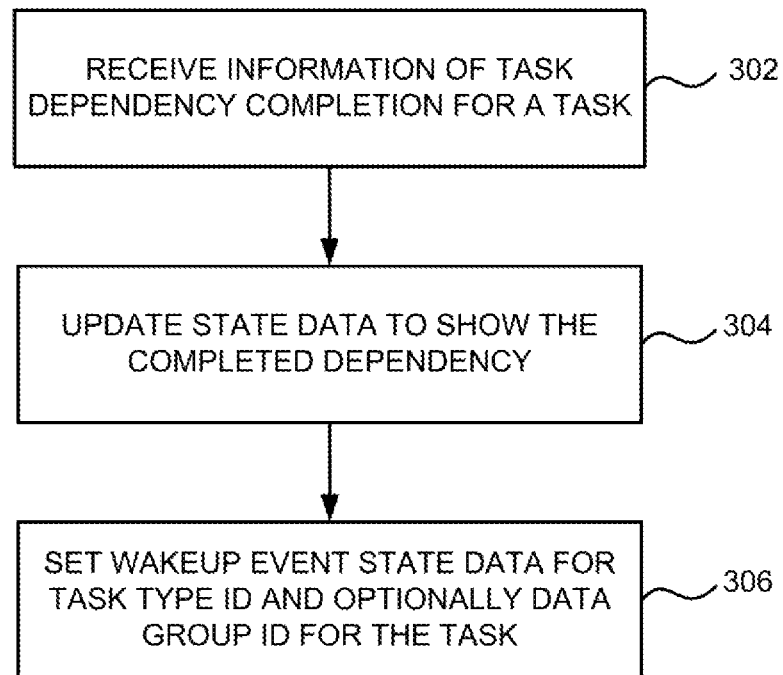 RECEIVE INFORMATION OF TASK
DEPENDENCY COMPLETION FOR A TASK
302
UPDATE STATE DATA TO SHOW THE
COMPLETED DEPENDENCY
304
SET WAKEUP EVENT STATE DATA FOR
TASK TYPE ID AND OPTIONALLY DATA
GROUP ID FOR THE TASK
306